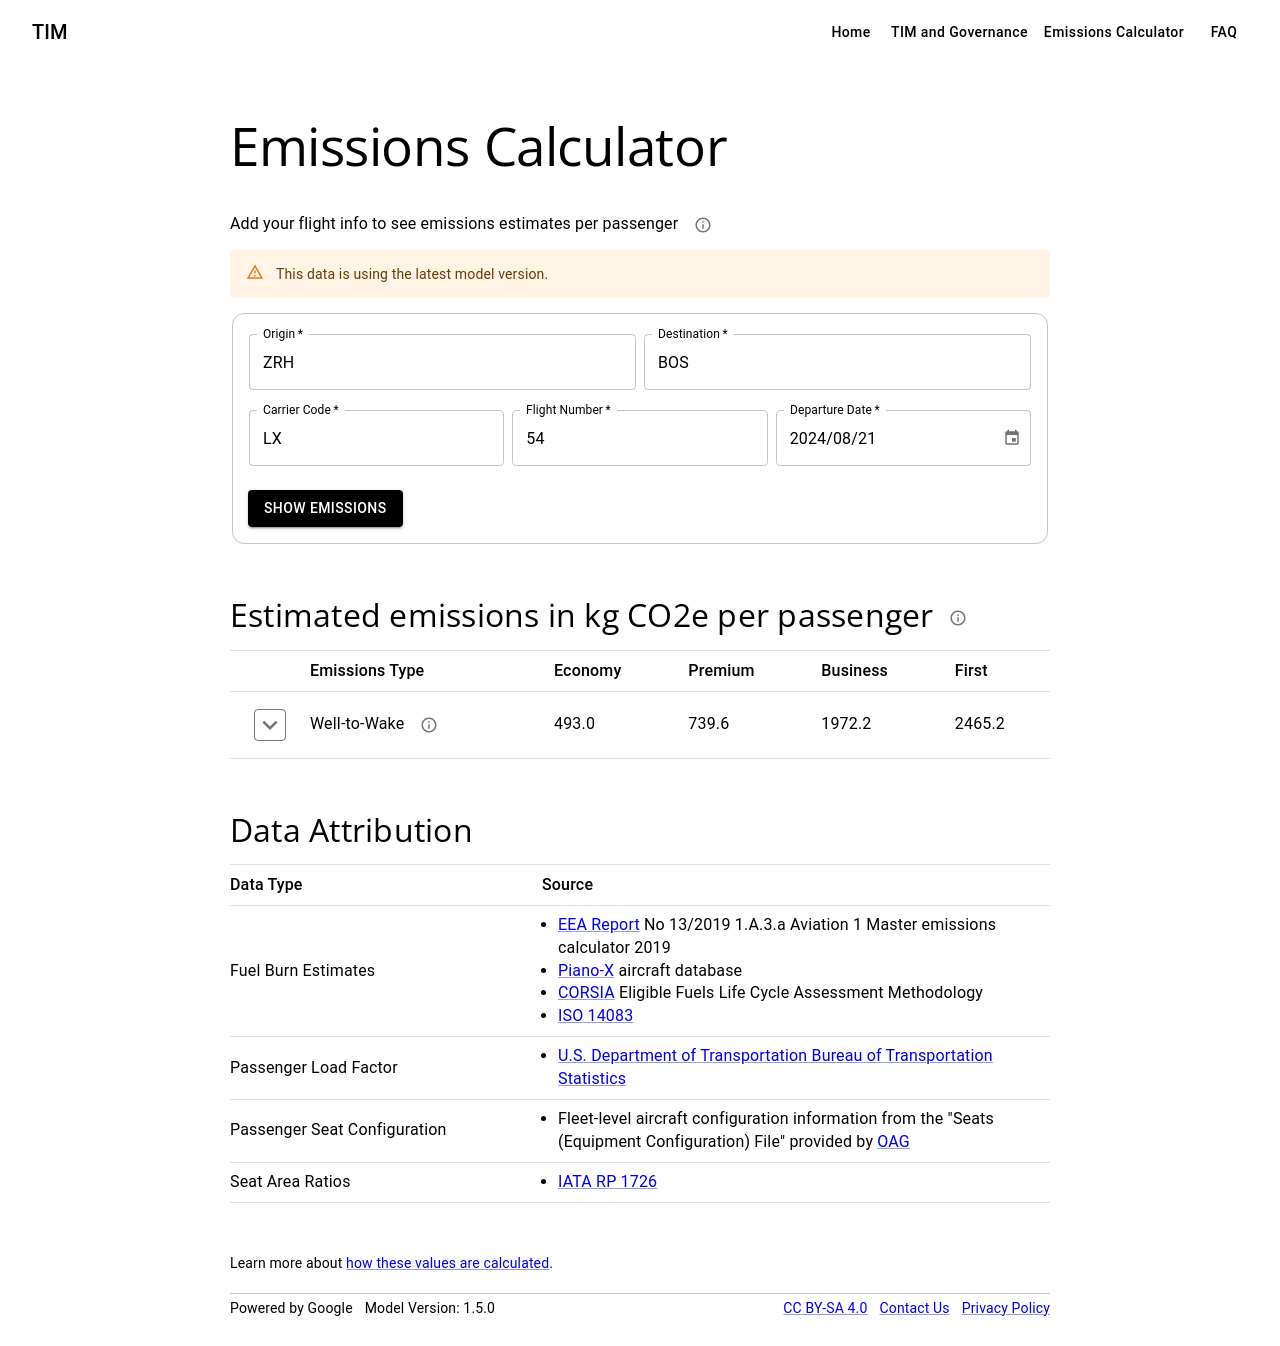 TIM
Home TIM and Governance Emissions Calculator FAQ
Emissions Calculator
Add your flight info to see emissions estimates per passenger
This data is using the latest model version.
Origin * Destination *
ZRH BOS
Carrier Code * Flight Number * Departure Date *
LX 54 2024/08/21
SHOW EMISSIONS
Estimated emissions in kg CO2e per passenger
Emissions Type Economy Premium Business First
Well-to-Wake 493.0 739.6 1972.2 2465.2
Data Attribution
Data Type Source
Fuel Burn Estimates
• EEA Report No 13/2019 1.A.3.a Aviation 1 Master emissions
calculator 2019
• Piano-X aircraft database
• CORSIA Eligible Fuels Life Cycle Assessment Methodology
• ISO 14083
Passenger Load Factor
• U.S. Department of Transportation Bureau of Transportation
Statistics
Passenger Seat Configuration
• Fleet-level aircraft configuration information from the "Seats
(Equipment Configuration) File" provided by OAG
Seat Area Ratios
• IATA RP 1726
Learn more about how these values are calculated.
Powered by Google Model Version: 1.5.0 CC BY-SA 4.0 Contact Us Privacy Policy